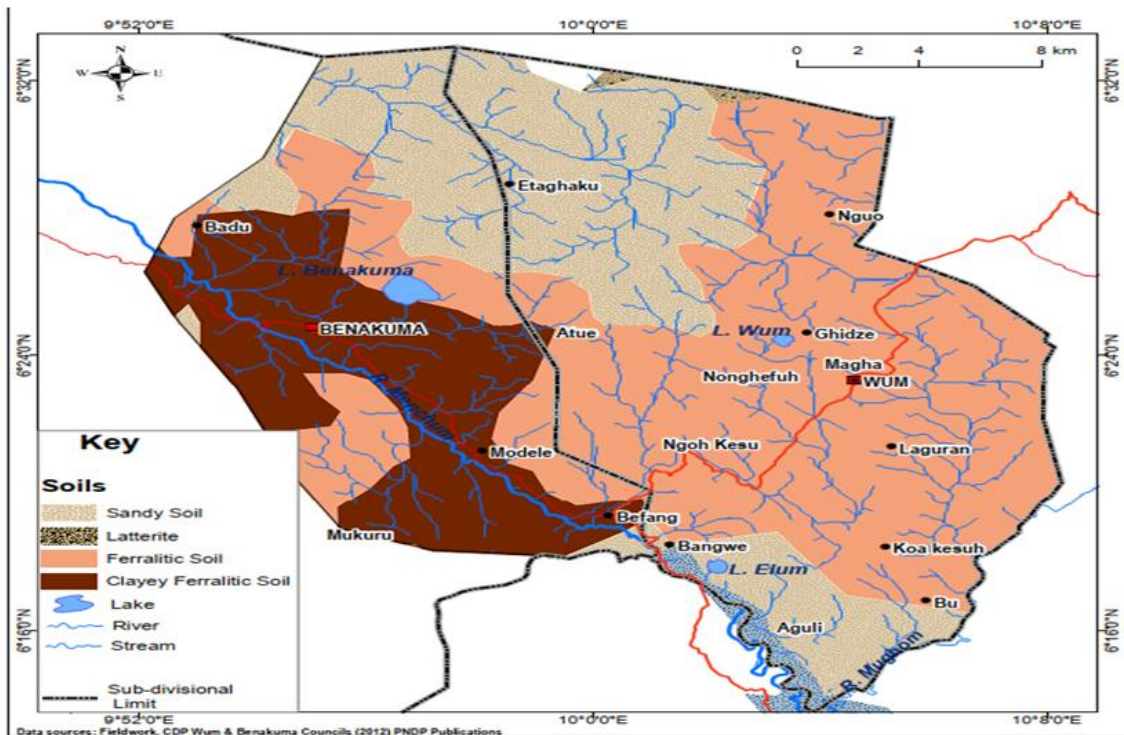 9°52'0"E 10°0'0"E 10°8'0"E
N
W E
S
0 2 4 8 km
6°32'0"N 6°32'0"N
Etaghaku
Nguo
Badu
L. Benakuma
BENAKUMA
Atue
L. Wum
Ghidze
6°24'0"N 6°24'0"N
Magha
Nonghefuh
WUM
Ngoh Kesu
Laguran
Modele
Befang
Mukuru
Bangwe
Koa kesuh
L. Elum
Bu
Aguli
6°16'0"N 6°16'0"N
R. Mughom
Key
Soils
Sandy Soil
Latterite
Ferralitic Soil
Clayey Ferralitic Soil
Lake
River
Stream
Sub-divisional
Limit
9°52'0"E 10°0'0"E 10°8'0"E
Data sources: Fieldwork, CDP Wum & Benakuma Councils (2012) PNDP Publications